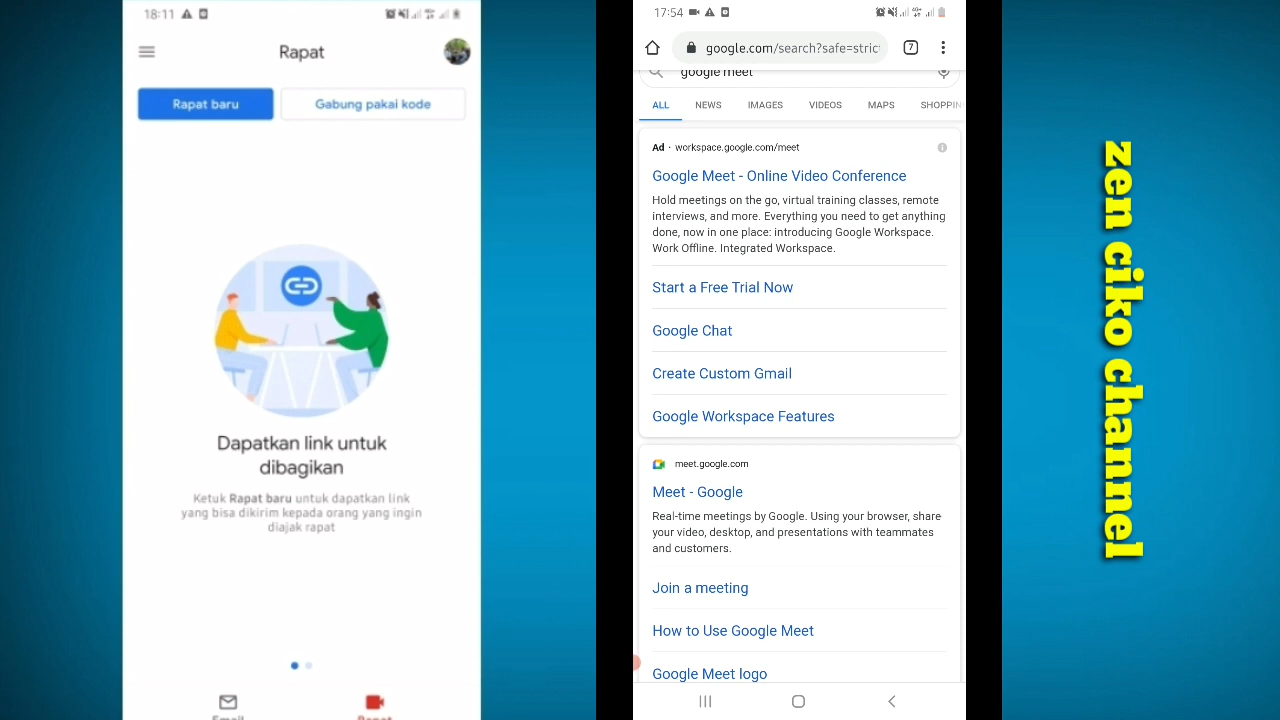 18:11
Rapat
Rapat baru
Gabung pakai kode
Dapatkan link untuk
dibagikan
Ketuk Rapat baru untuk dapatkan link
yang bisa dikirim kepada orang yang ingin
diajak rapat
Email
Rapat
17:54
google.com/search?safe=strict
7
google meet
ALL NEWS IMAGES VIDEOS MAPS SHOPPIN
Ad · workspace.google.com/meet
Google Meet - Online Video Conference
Hold meetings on the go, virtual training classes, remote
interviews, and more. Everything you need to get anything
done, now in one place: introducing Google Workspace.
Work Offline. Integrated Workspace.
Start a Free Trial Now
Google Chat
Create Custom Gmail
Google Workspace Features
meet.google.com
Meet - Google
Real-time meetings by Google. Using your browser, share
your video, desktop, and presentations with teammates
and customers.
Join a meeting
How to Use Google Meet
Google Meet logo
zen ciko channel